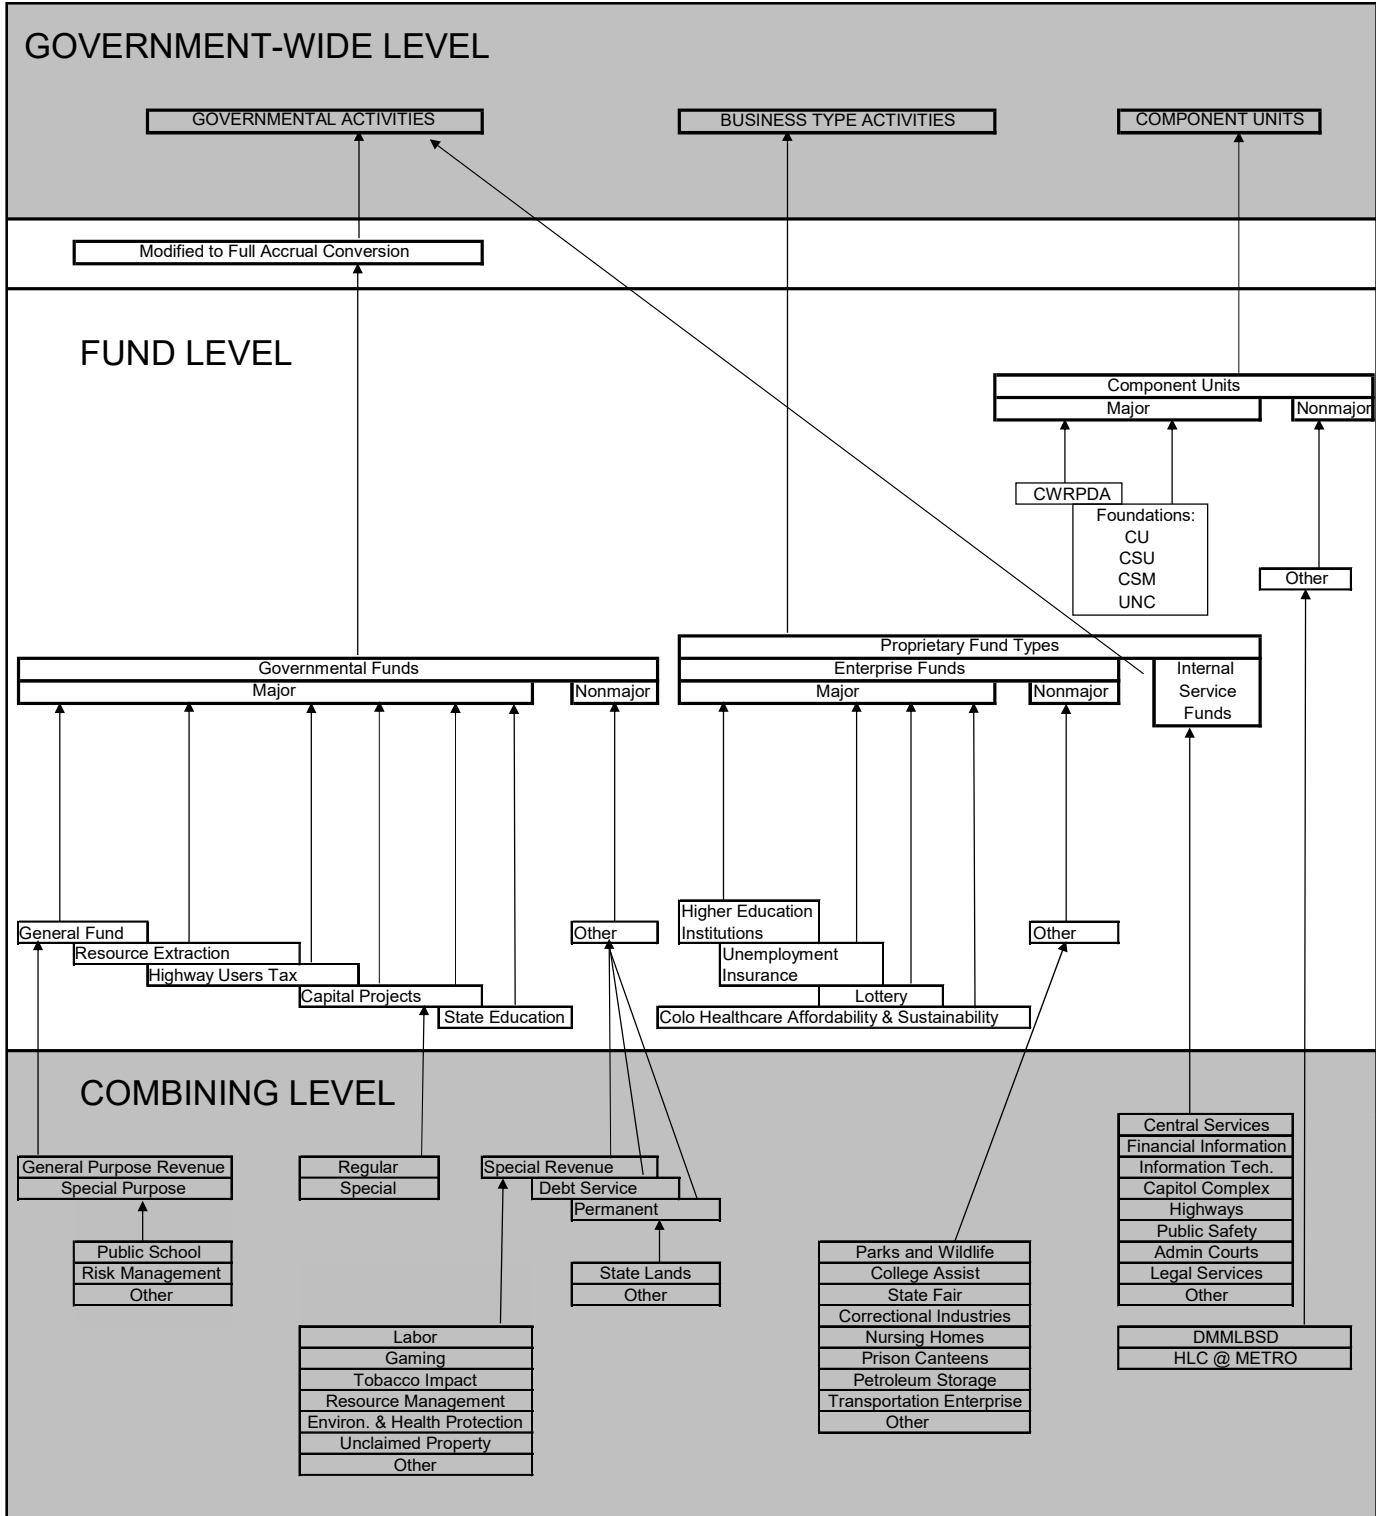 GOVERNMENT-WIDE LEVEL
GOVERNMENTAL ACTIVITIES
BUSINESS TYPE ACTIVITIES
COMPONENT UNITS
Modified to Full Accrual Conversion
FUND LEVEL
Component Units
Major
Nonmajor
CWRPDA
Foundations:
CU
CSU
CSM
UNC
Other
Governmental Funds
Major
Nonmajor
Proprietary Fund Types
Enterprise Funds
Major
Nonmajor
Internal
Service
Funds
General Fund
Resource Extraction
Highway Users Tax
Capital Projects
State Education
Other
Higher Education
Institutions
Unemployment
Insurance
Lottery
Colo Healthcare Affordability & Sustainability
Other
COMBINING LEVEL
General Purpose Revenue
Special Purpose
Public School
Risk Management
Other
Regular
Special
Special Revenue
Debt Service
Permanent
State Lands
Other
Labor
Gaming
Tobacco Impact
Resource Management
Environ. & Health Protection
Unclaimed Property
Other
Parks and Wildlife
College Assist
State Fair
Correctional Industries
Nursing Homes
Prison Canteens
Petroleum Storage
Transportation Enterprise
Other
Central Services
Financial Information
Information Tech.
Capitol Complex
Highways
Public Safety
Admin Courts
Legal Services
Other
DMMLBSD
HLC @ METRO